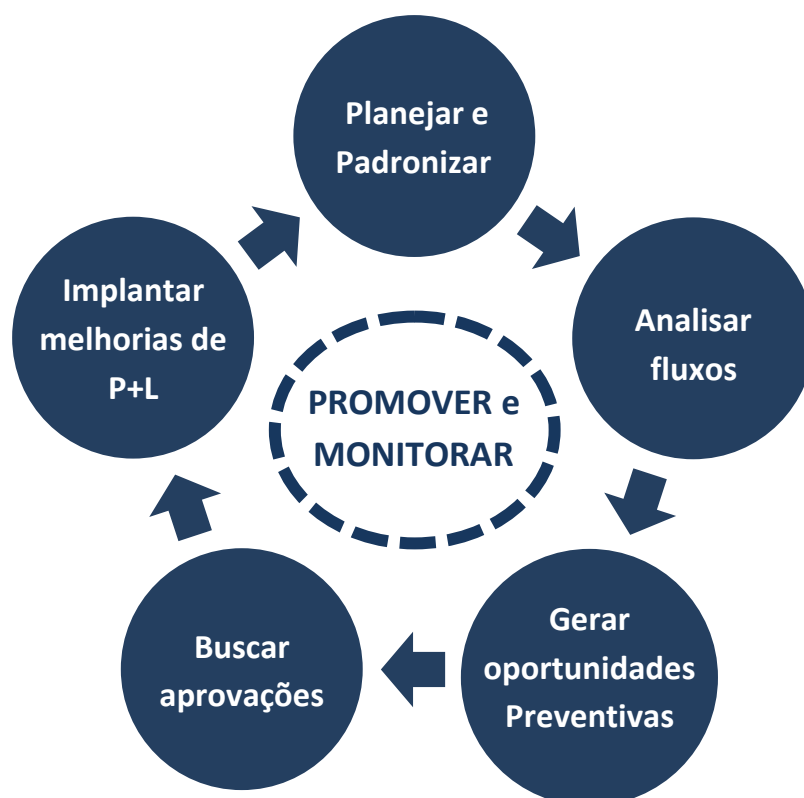 Planejar e
Padronizar
Analisar
fluxos
Gerar
oportunidades
Preventivas
Buscar
aprovações
Implantar
melhorias de
P+L
PROMOVER e
MONITORAR